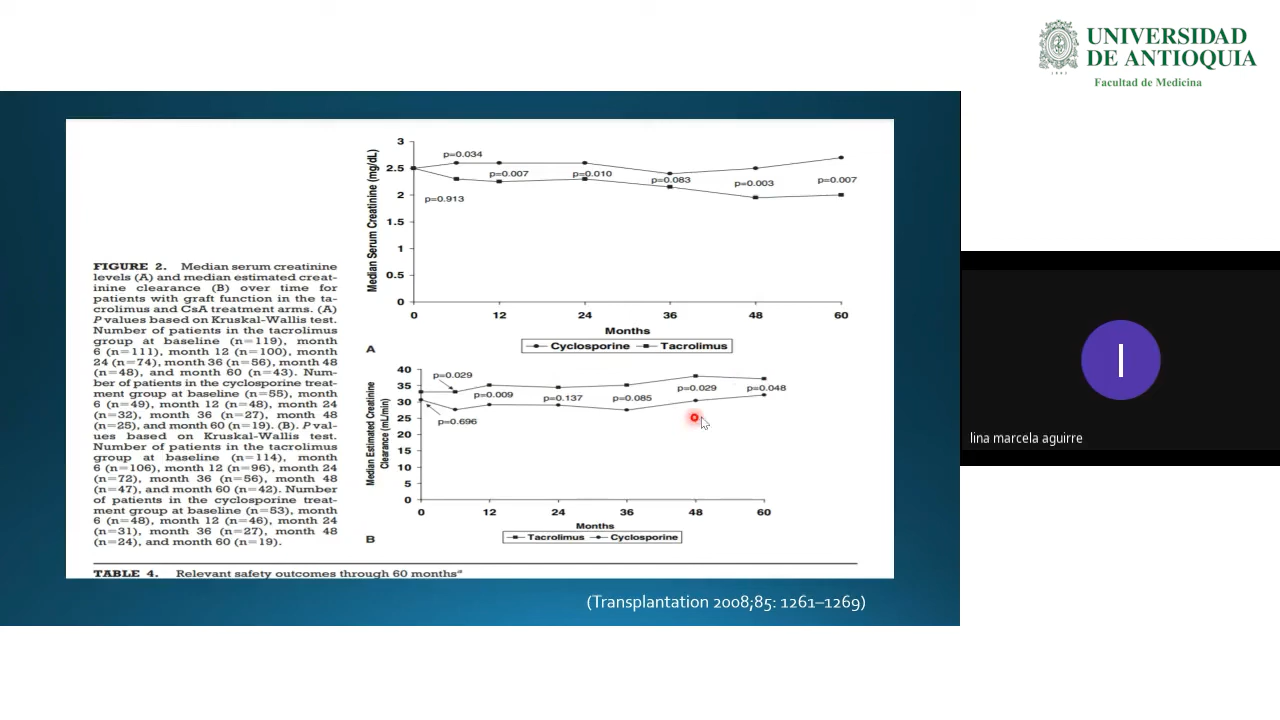 UNIVERSIDAD
DE ANTIOQUIA
1803
Facultad de Medicina
FIGURE 2. Median serum creatinine
levels (A) and median estimated creat-
inine clearance (B) over time for
patients with graft function in the ta-
crolimus and CsA treatment arms. (A)
P values based on Kruskal-Wallis test.
Number of patients in the tacrolimus
group at baseline (n=119), month
6 (n=111), month 12 (n=100), month
24 (n=74), month 36 (n=56), month 48
(n=48), and month 60 (n=43). Num-
ber of patients in the cyclosporine treat-
ment group at baseline (n=55), month
6 (n=49), month 12 (n=48), month 24
(n=32), month 36 (n=27), month 48
(n=25), and month 60 (n=19). (B). P val-
ues based on Kruskal-Wallis test.
Number of patients in the tacrolimus
group at baseline (n=114), month
6 (n=106), month 12 (n=96), month 24
(n=72), month 36 (n=56), month 48
(n=47), and month 60 (n=42). Number
of patients in the cyclosporine treat-
ment group at baseline (n=53), month
6 (n=48), month 12 (n=46), month 24
(n=31), month 36 (n=27), month 48
(n=24), and month 60 (n=19).
Median Serum Creatinine (mg/dL)
3
2.5
2
1.5
1
0.5
0
p=0.034
p=0.007
p=0.010
p=0.083
p=0.003
p=0.007
p=0.913
0 12 24 36 48 60
Months
A
Cyclosporine Tacrolimus
Median Estimated Creatinine
Clearance (mL/min)
40
35
30
25
20
15
10
5
0
p=0.029
p=0.009
p=0.137
p=0.085
p=0.029
p=0.048
p=0.696
0 12 24 36 48 60
Months
B
Tacrolimus Cyclosporine
TABLE 4. Relevant safety outcomes through 60 months a
(Transplantation 2008;85: 1261–1269)
l
lina marcela aguirre